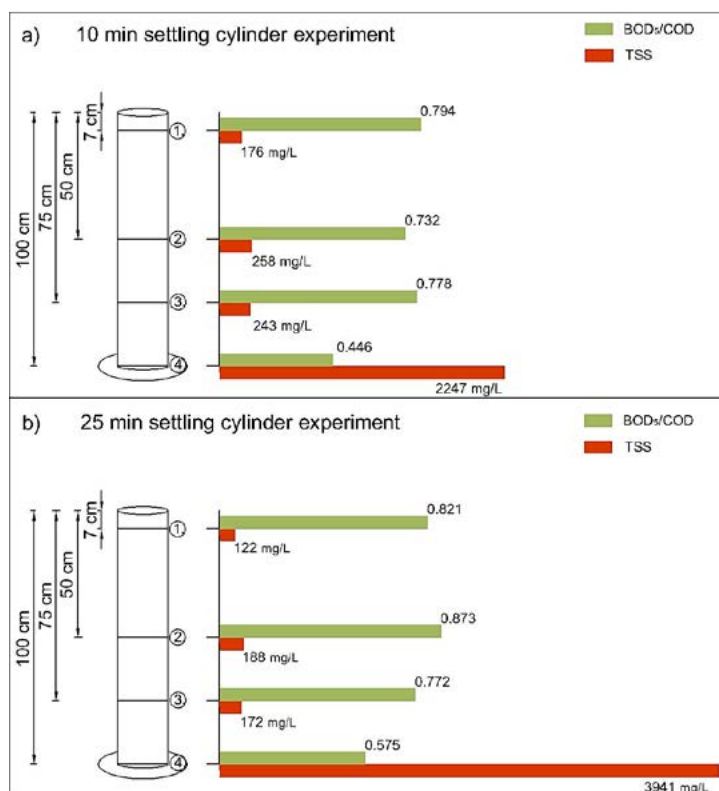 a) 10 min settling cylinder experiment
BOD₅/COD
TSS
7 cm
50 cm
75 cm
100 cm
①
0.794
176 mg/L
②
0.732
258 mg/L
③
0.778
243 mg/L
④
0.446
2247 mg/L
b) 25 min settling cylinder experiment
BOD₅/COD
TSS
7 cm
50 cm
75 cm
100 cm
①
0.821
122 mg/L
②
0.873
188 mg/L
③
0.772
172 mg/L
④
0.575
3941 mg/L